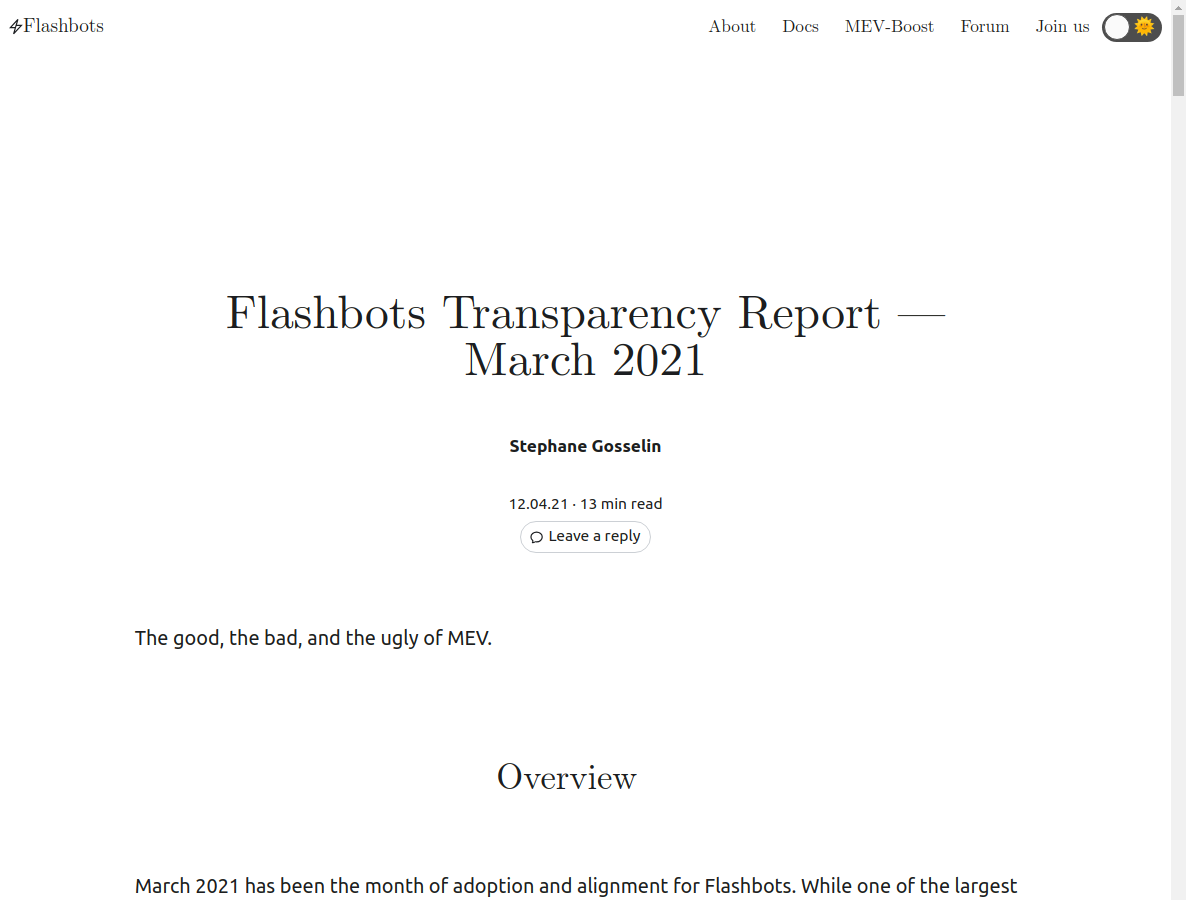 Flashbots
About Docs MEV-Boost Forum Join us
Flashbots Transparency Report —
March 2021
Stephane Gosselin
12.04.21 · 13 min read
Leave a reply
The good, the bad, and the ugly of MEV.
Overview
March 2021 has been the month of adoption and alignment for Flashbots. While one of the largest